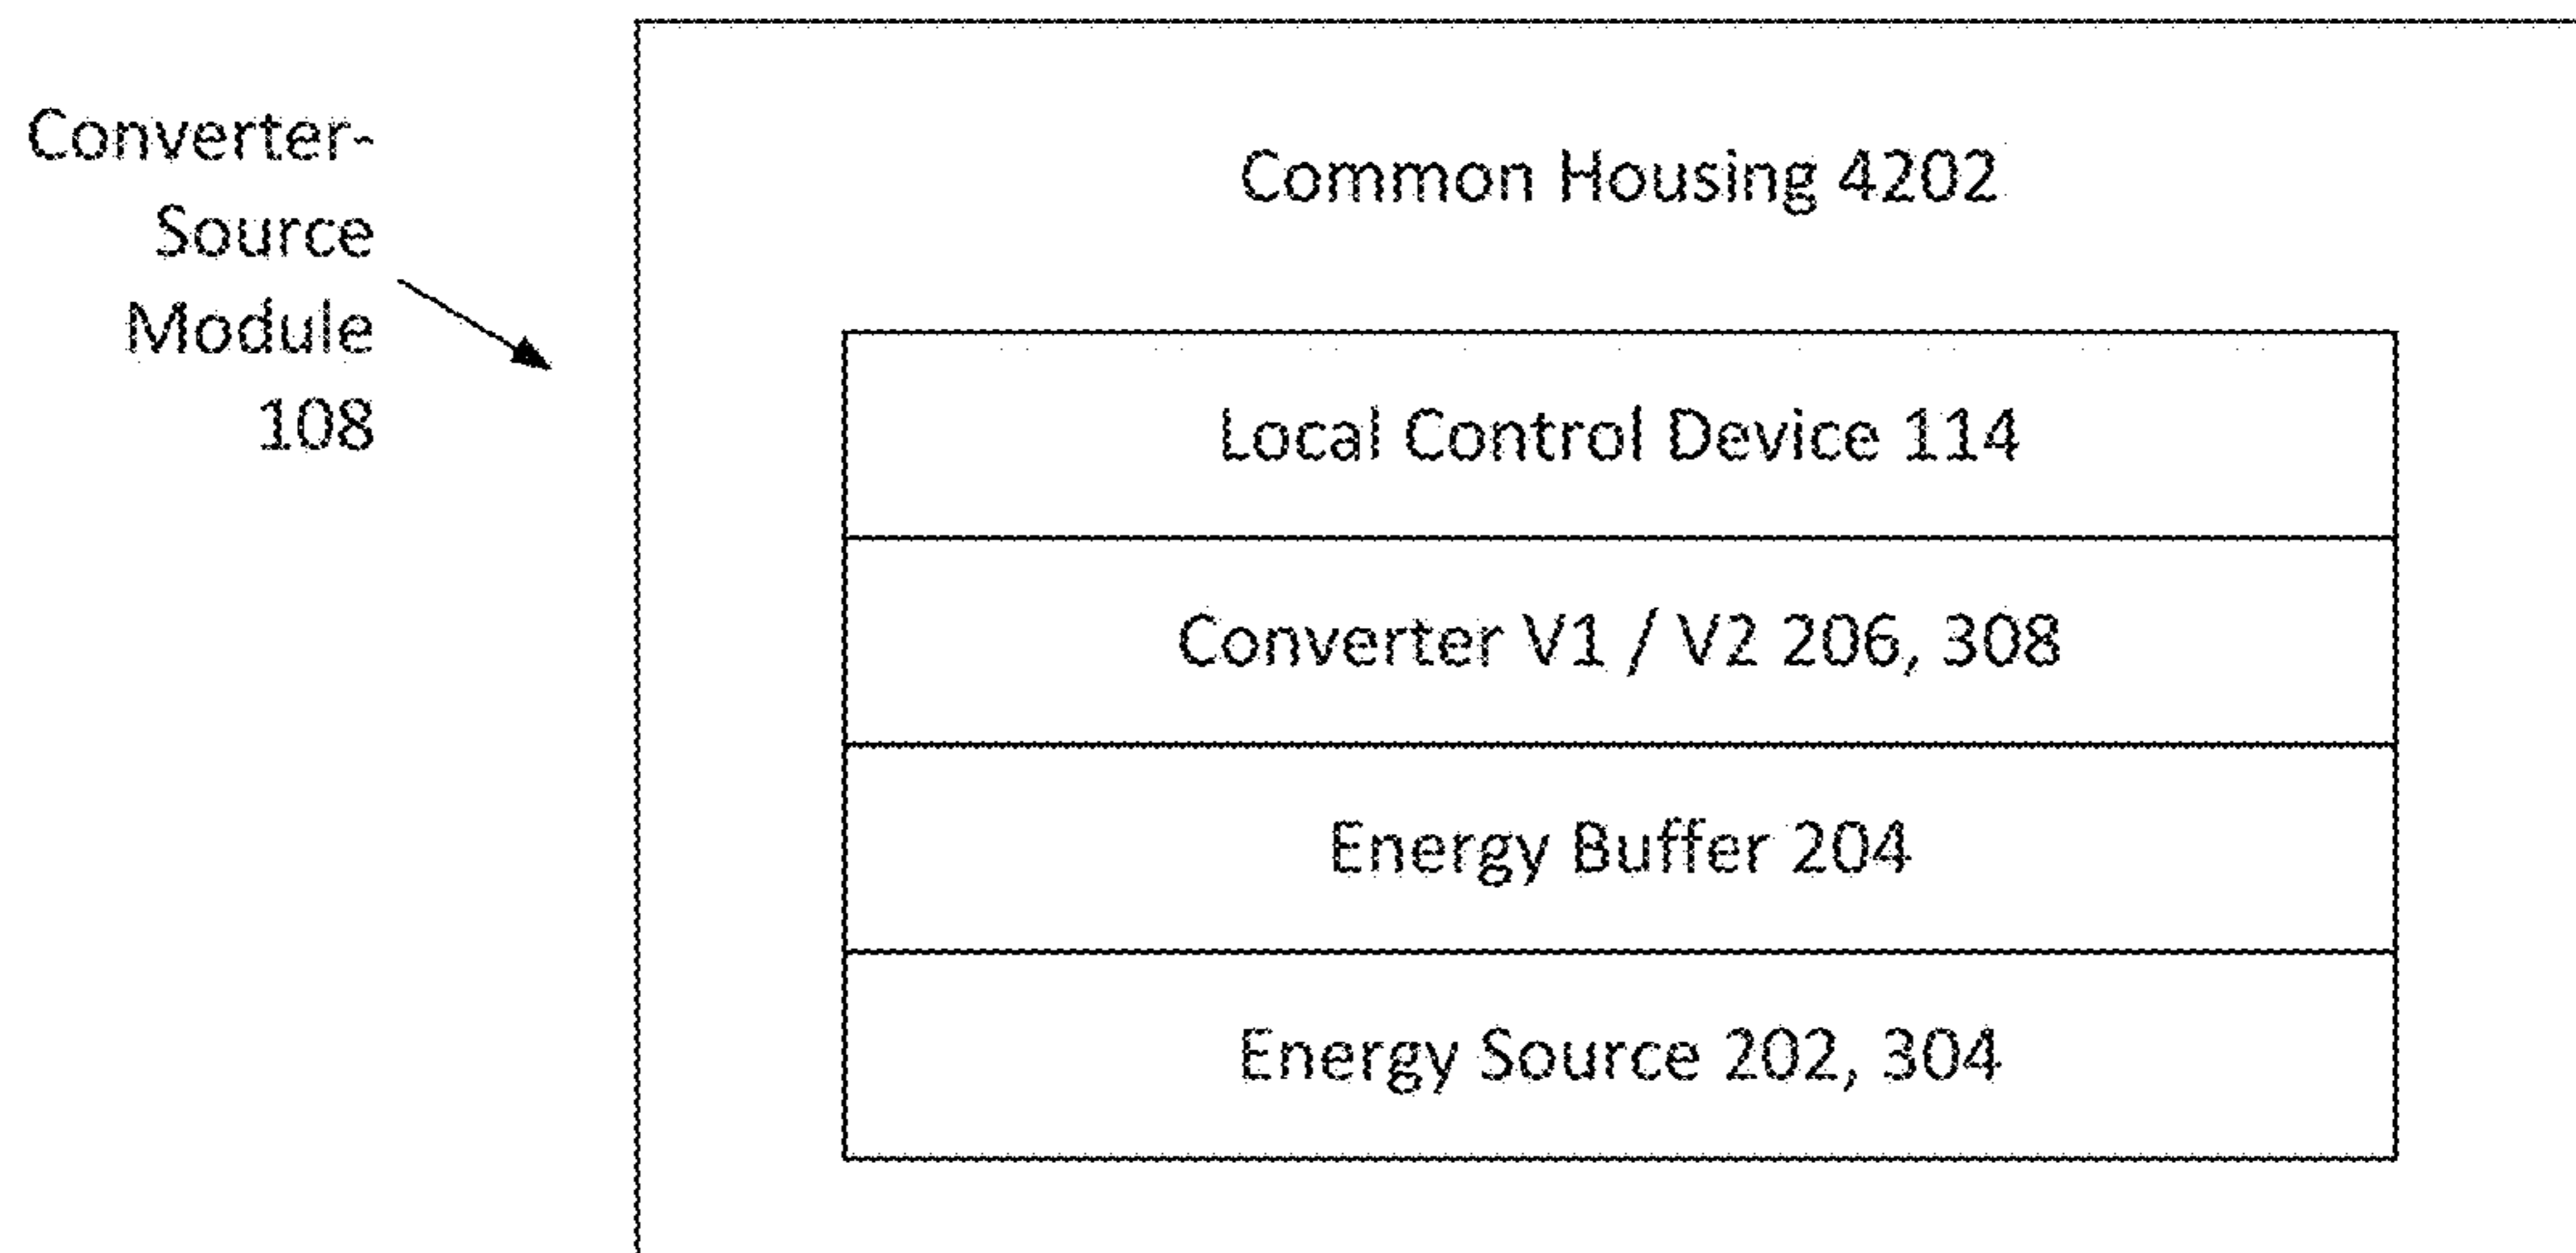 Converter-
Source
Module
108
Common Housing 4202
Local Control Device 114
Converter V1 / V2 206, 308
Energy Buffer 204
Energy Source 202, 304